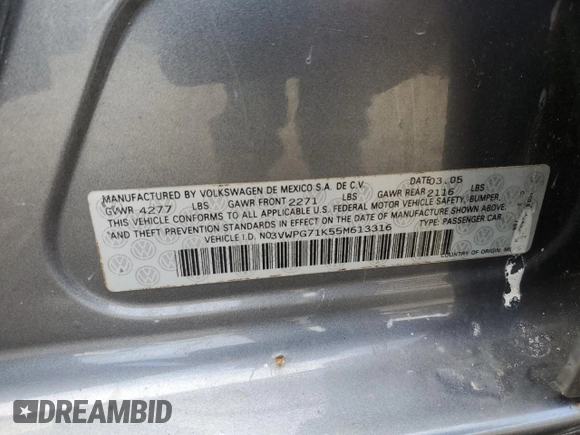 MANUFACTURED BY VOLKSWAGEN DE MEXICO S.A. DE C.V. DATE 03.05
GVWR 4277 LBS GAWR FRONT 2271 LBS GAWR REAR 2116 LBS
THIS VEHICLE CONFORMS TO ALL APPLICABLE U.S. FEDERAL MOTOR VEHICLE SAFETY, BUMPER,
AND THEFT PREVENTION STANDARDS IN EFFECT ON THE DATE OF MANUFACTURE SHOWN ABOVE.
VEHICLE I.D. NO 3VWPG71K55M613316 TYPE: PASSENGER CAR
COUNTRY OF ORIGIN:
DREAMBID